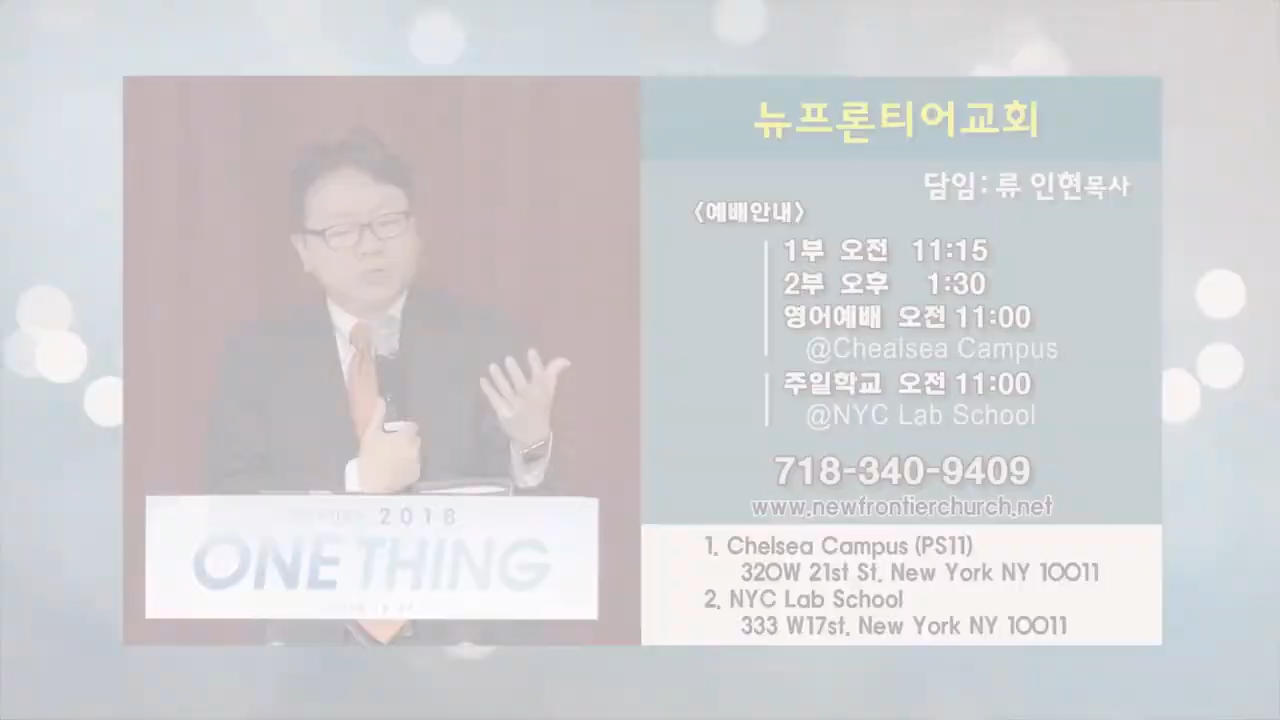 뉴프론티어교회
담임: 류 인현목사
<예배안내>
1부 오전 11:15
2부 오후 1:30
영어예배 오전 11:00
@Chealsea Campus
주일학교 오전 11:00
@NYC Lab School
718-340-9409
www.newfrontierchurch.net
1. Chelsea Campus (PS11)
320W 21st St. New York NY 10011
2. NYC Lab School
333 W17st. New York NY 10011
2018
ONE THING